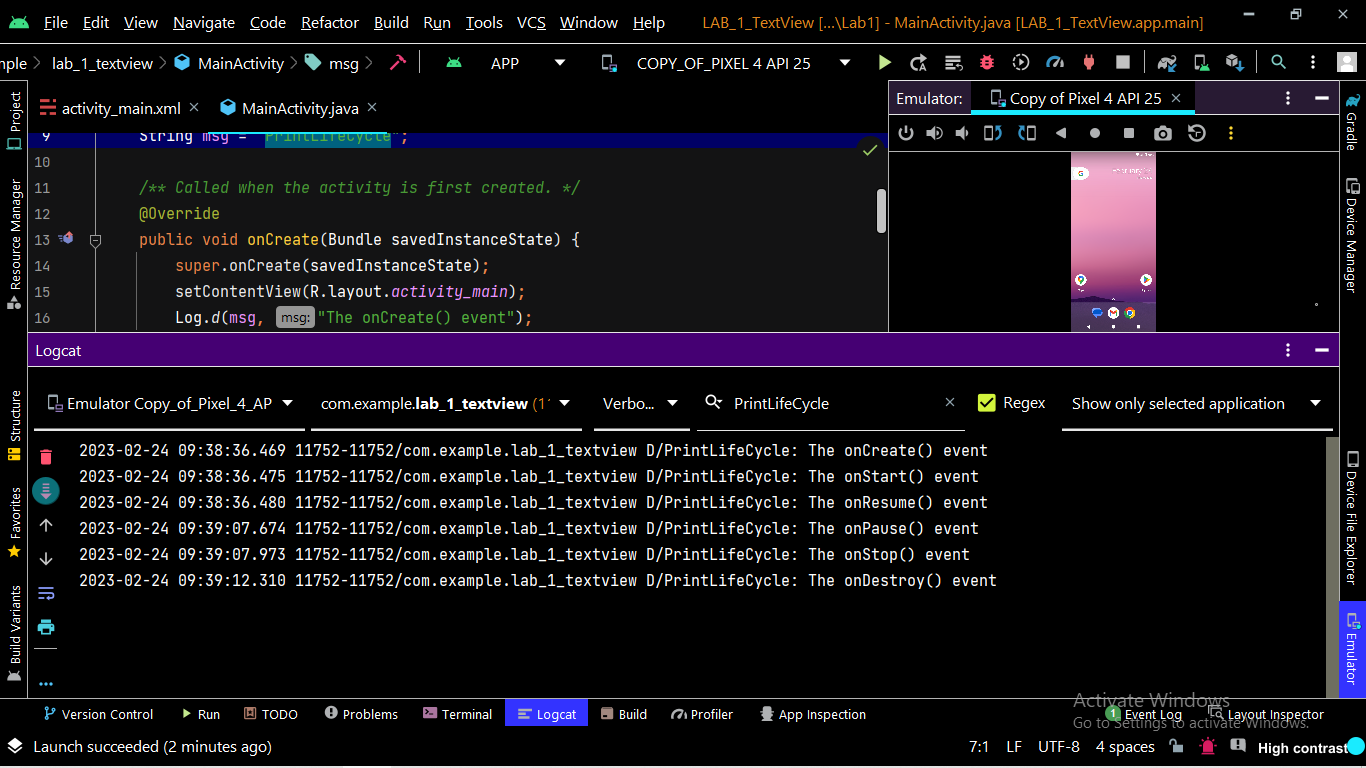 File Edit View Navigate Code Refactor Build Run Tools VCS Window Help LAB_1_TextView [...\Lab1] - MainActivity.java [LAB_1_TextView.app.main]
mple lab_1_textview MainActivity msg APP COPY_OF_PIXEL 4 API 25
Project
Resource Manager
Structure
Favorites
Build Variants
activity_main.xml MainActivity.java
9 String msg = "PrintLifeCycle";
10
11 /** Called when the activity is first created. */
12 @Override
13 public void onCreate(Bundle savedInstanceState) {
14 super.onCreate(savedInstanceState);
15 setContentView(R.layout.activity_main);
16 Log.d(msg, msg: "The onCreate() event");
Emulator: Copy of Pixel 4 API 25
G
Gradle
Device Manager
Device File Explorer
Emulator
Logcat
Emulator Copy_of_Pixel_4_AP com.example.lab_1_textview (1 Verbo... PrintLifeCycle Regex Show only selected application
2023-02-24 09:38:36.469 11752-11752/com.example.lab_1_textview D/PrintLifeCycle: The onCreate() event
2023-02-24 09:38:36.475 11752-11752/com.example.lab_1_textview D/PrintLifeCycle: The onStart() event
2023-02-24 09:38:36.480 11752-11752/com.example.lab_1_textview D/PrintLifeCycle: The onResume() event
2023-02-24 09:39:07.674 11752-11752/com.example.lab_1_textview D/PrintLifeCycle: The onPause() event
2023-02-24 09:39:07.973 11752-11752/com.example.lab_1_textview D/PrintLifeCycle: The onStop() event
2023-02-24 09:39:12.310 11752-11752/com.example.lab_1_textview D/PrintLifeCycle: The onDestroy() event
Activate Windows
Go to Settings to activate Windows.
Version Control Run TODO Problems Terminal Logcat Build Profiler App Inspection 1 Event Log Layout Inspector
Launch succeeded (2 minutes ago) 7:1 LF UTF-8 4 spaces High contrast